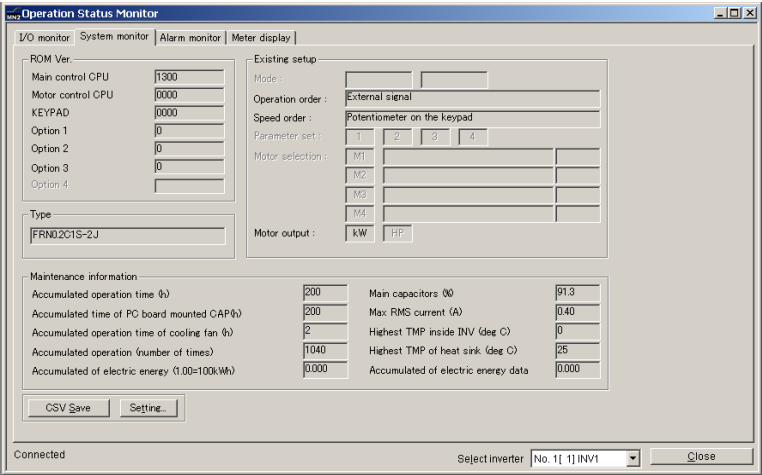 MN2 Operation Status Monitor
I/O monitor System monitor Alarm monitor Meter display
ROM Ver.
Main control CPU 1300
Motor control CPU 0000
KEYPAD 0000
Option 1 0
Option 2 0
Option 3 0
Option 4
Type
FRN0.2C1S-2J
Existing setup
Mode :
Operation order : External signal
Speed order : Potentiometer on the keypad
Parameter set : 1 2 3 4
Motor selection : M1
M2
M3
M4
Motor output : kW HP
Maintenance information
Accumulated operation time (h) 200
Accumulated time of PC board mounted CAP(h) 200
Accumulated operation time of cooling fan (h) 2
Accumulated operation (number of times) 1040
Accumulated of electric energy (1.00=100kWh) 0.000
Main capacitors (%) 91.3
Max RMS current (A) 0.40
Highest TMP inside INV (deg C) 0
Highest TMP of heat sink (deg C) 25
Accumulated of electric energy data 0.000
CSV Save Setting...
Connected
Select inverter No. 1[ 1] INV1 Close